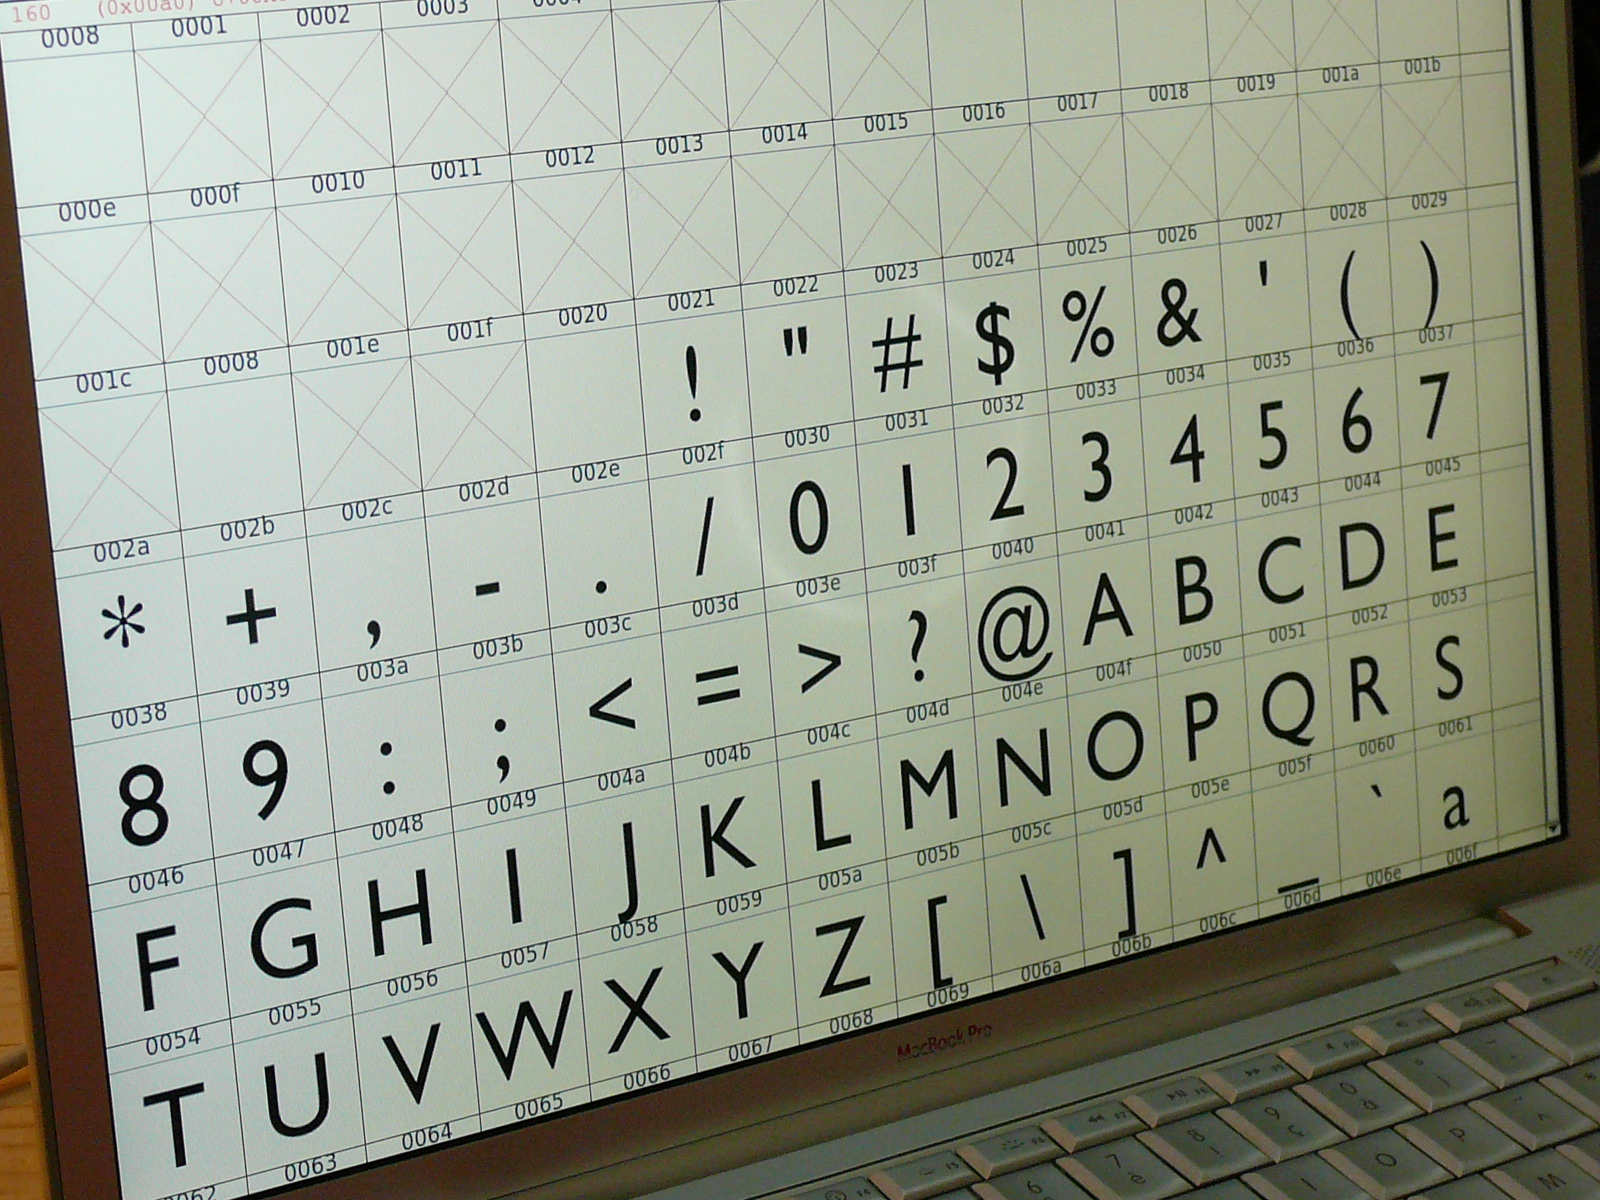 160 (0x00a0)
0008 0001 0002 0003
000e 000f 0010 0011 0012 0013 0014 0015 0016 0017 0018 0019 001a 001b
001c 0008 001e 001f 0020 0021 0022 0023 0024 0025 0026 0027 0028 0029
! " # $ % & ' ( )
002a 002b 002c 002d 002e 002f 0030 0031 0032 0033 0034 0035 0036 0037
* + , - . / 0 1 2 3 4 5 6 7
0038 0039 003a 003b 003c 003d 003e 003f 0040 0041 0042 0043 0044 0045
8 9 : ; < = > ? @ A B C D E
0046 0047 0048 0049 004a 004b 004c 004d 004e 004f 0050 0051 0052 0053
F G H I J K L M N O P Q R S
0054 0055 0056 0057 0058 0059 005a 005b 005c 005d 005e 005f 0060 0061
T U V W X Y Z [ \ ] ^ _ ` a
0062 0063 0064 0065 0066 0067 0068 0069 006a 006b 006c 006d 006e 006f
MacBook Pro